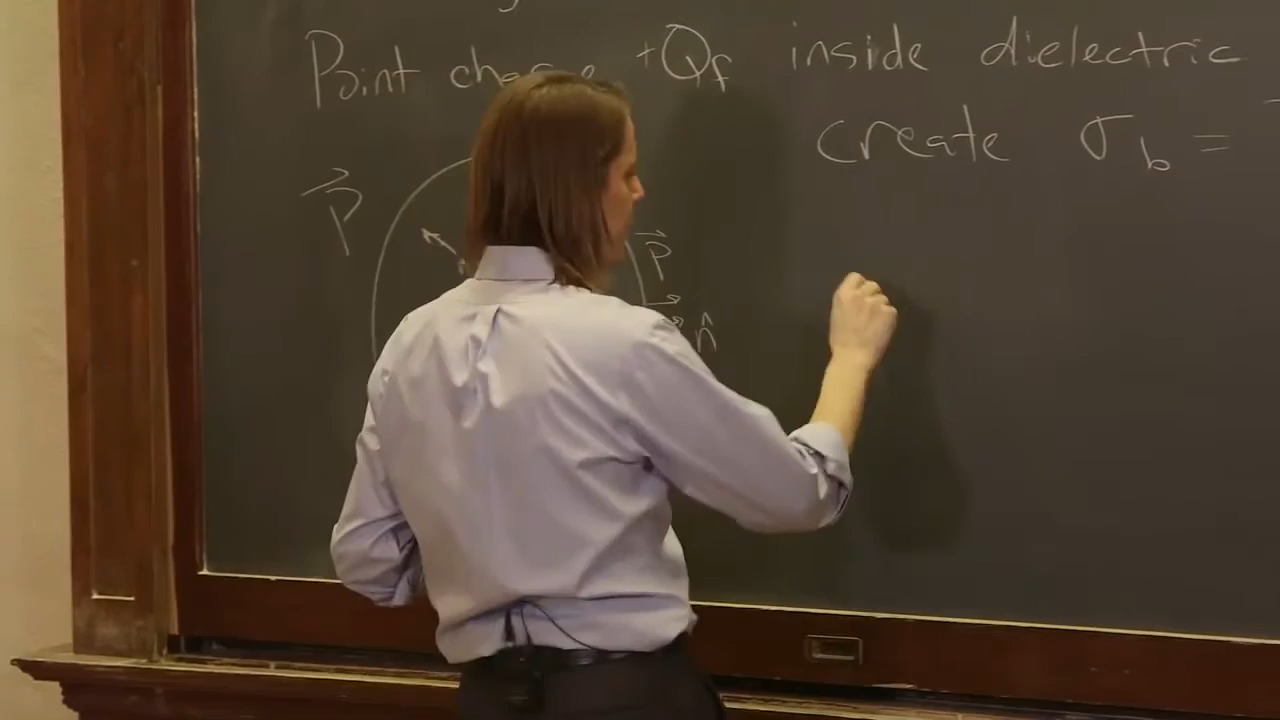 Point charge +Qf inside dielectric
create σb =
P⃗
P⃗
n̂